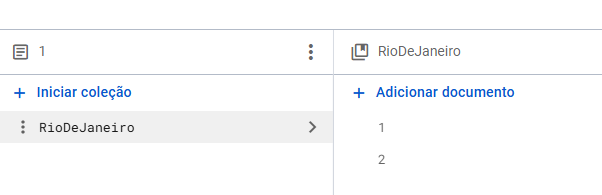 1
RioDeJaneiro
+ Iniciar coleção
+ Adicionar documento
RioDeJaneiro
1
2